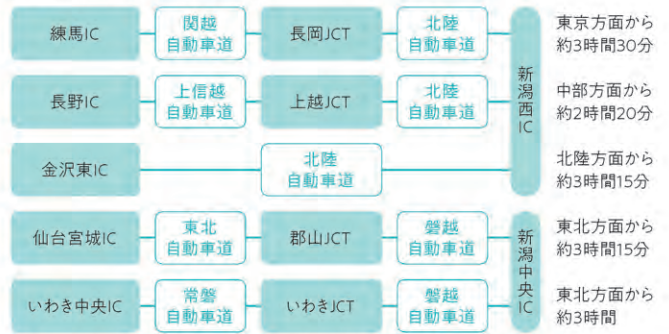 練馬IC
関越
自動車道
長岡JCT
北陸
自動車道
東京方面から
約3時間30分
長野IC
上信越
自動車道
上越JCT
北陸
自動車道
新潟西IC
中部方面から
約2時間20分
金沢東IC
北陸
自動車道
北陸方面から
約3時間15分
仙台宮城IC
東北
自動車道
郡山JCT
磐越
自動車道
新潟中央IC
東北方面から
約3時間15分
いわき中央IC
常磐
自動車道
いわきJCT
磐越
自動車道
東北方面から
約3時間